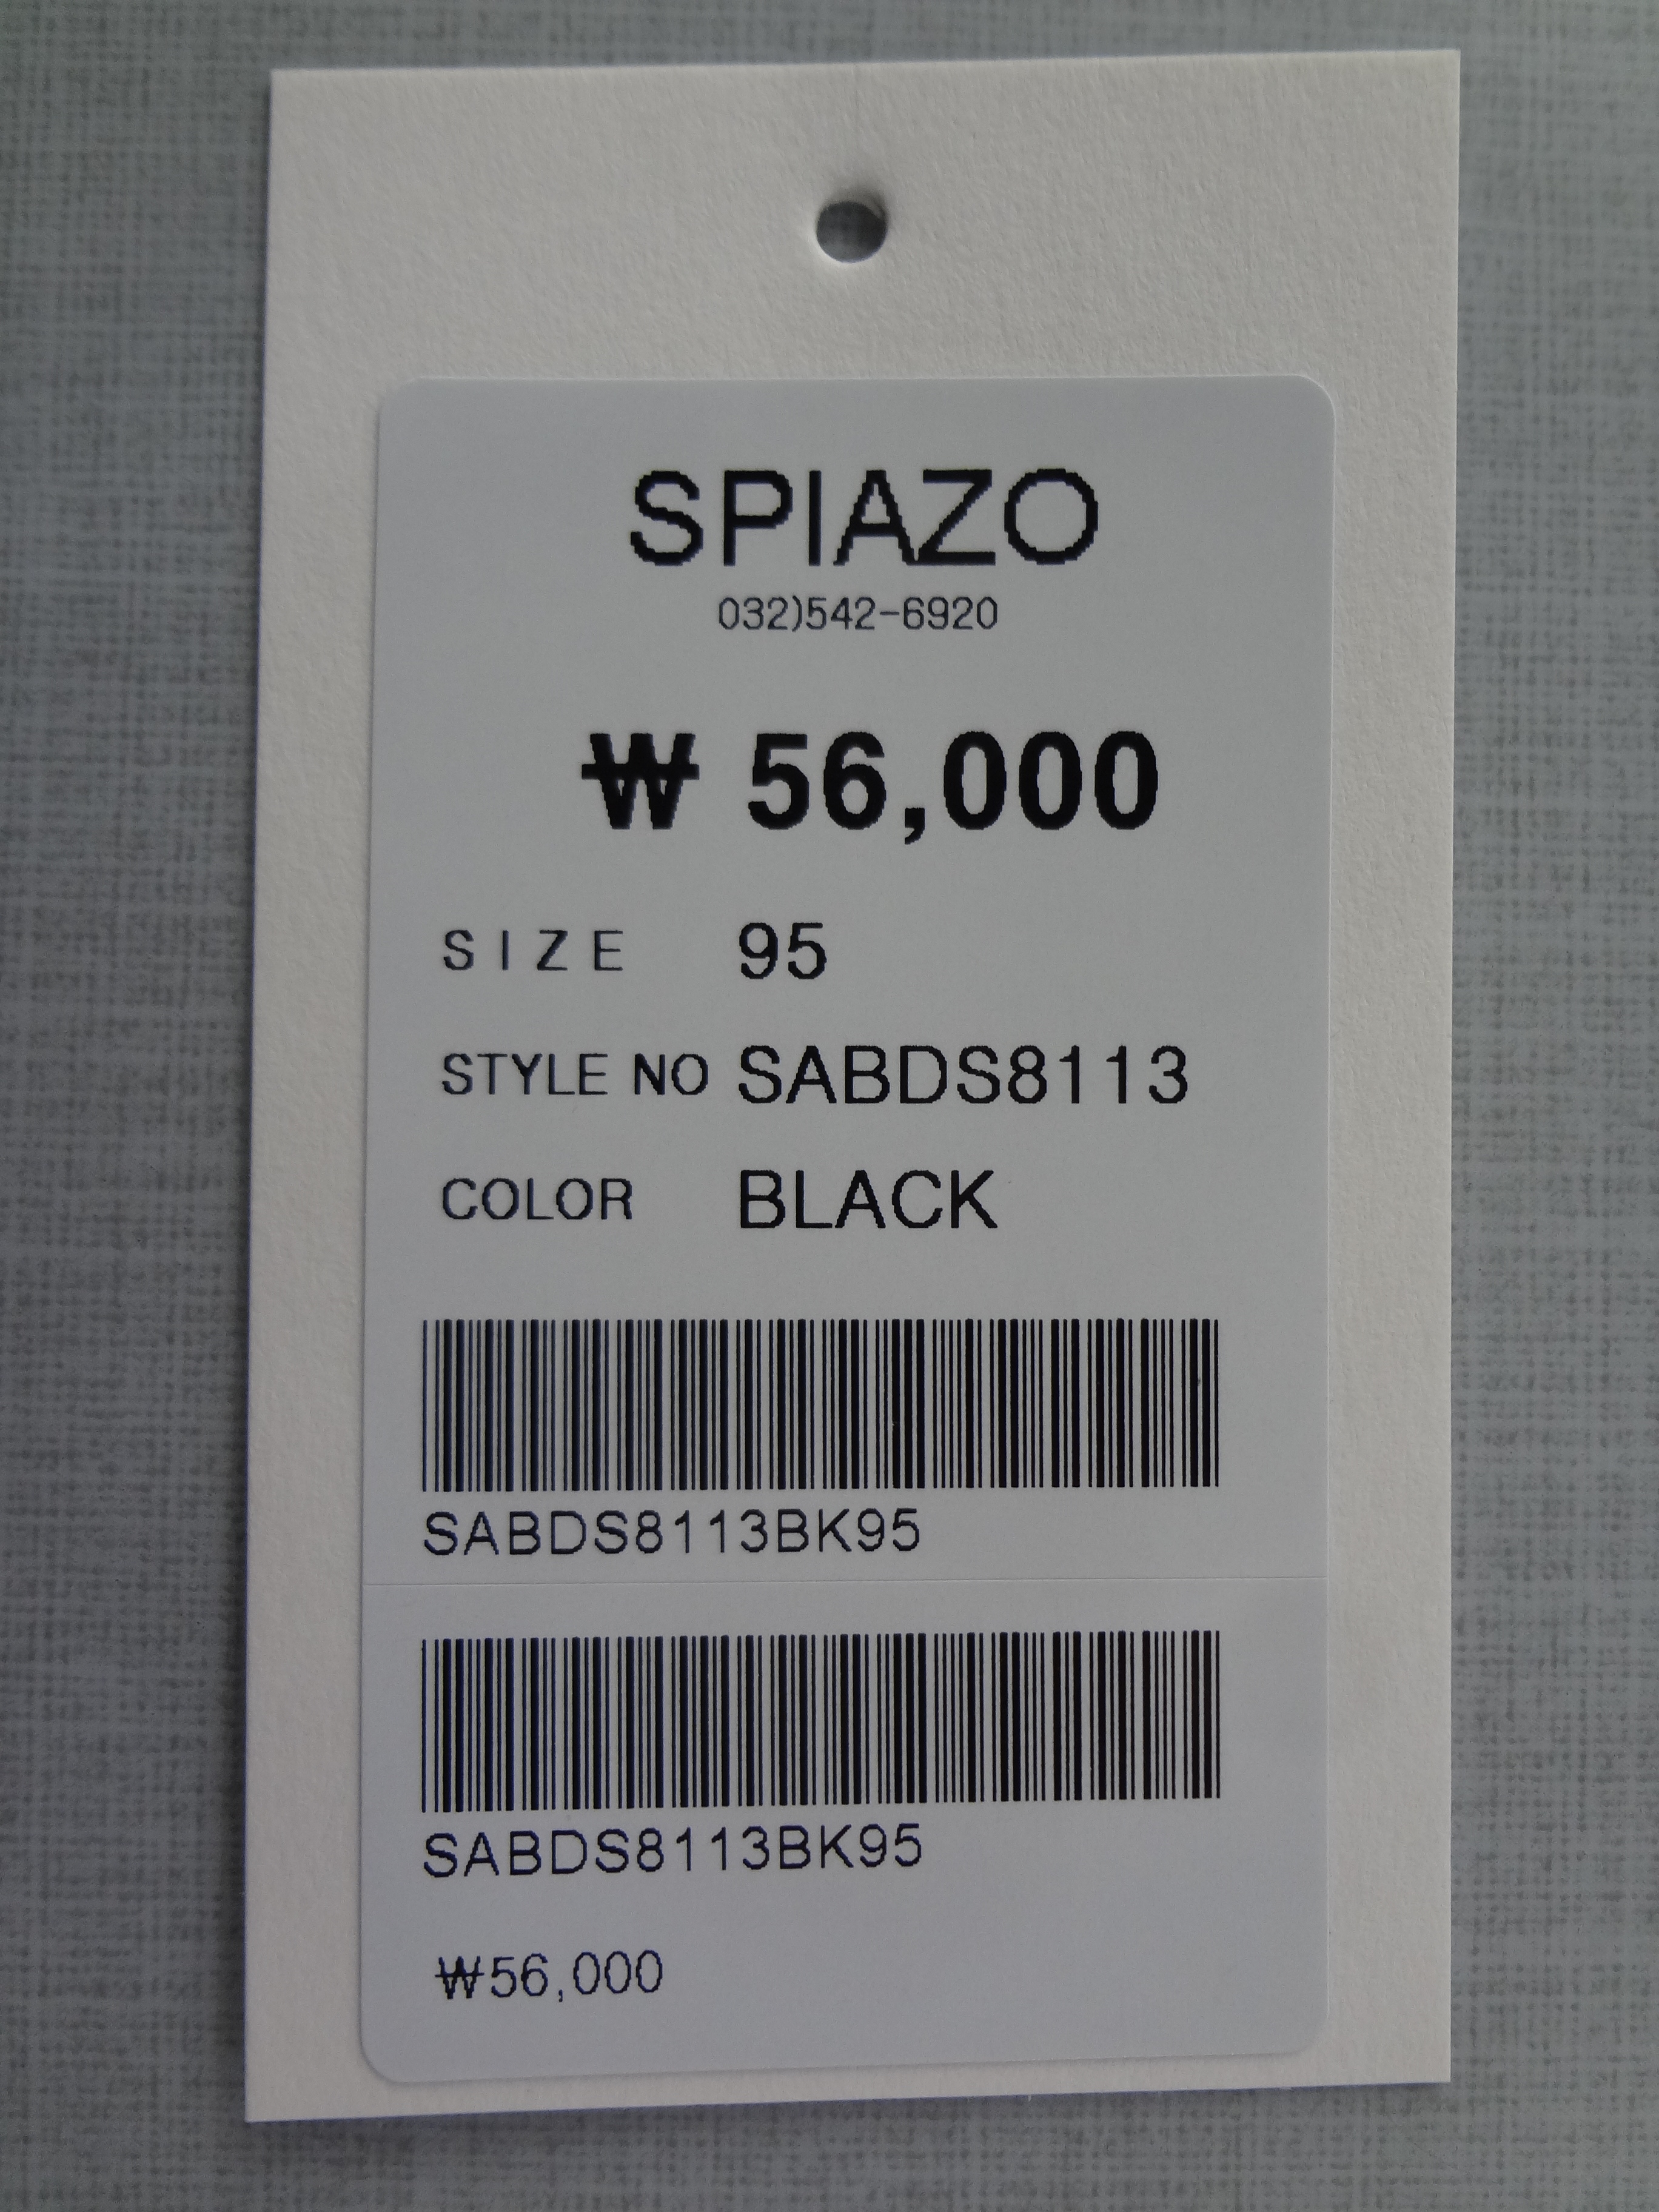 SPIAZO
032)542-6920
₩ 56,000
SIZE 95
STYLE NO SABDS8113
COLOR BLACK
SABDS8113BK95
SABDS8113BK95
₩56,000